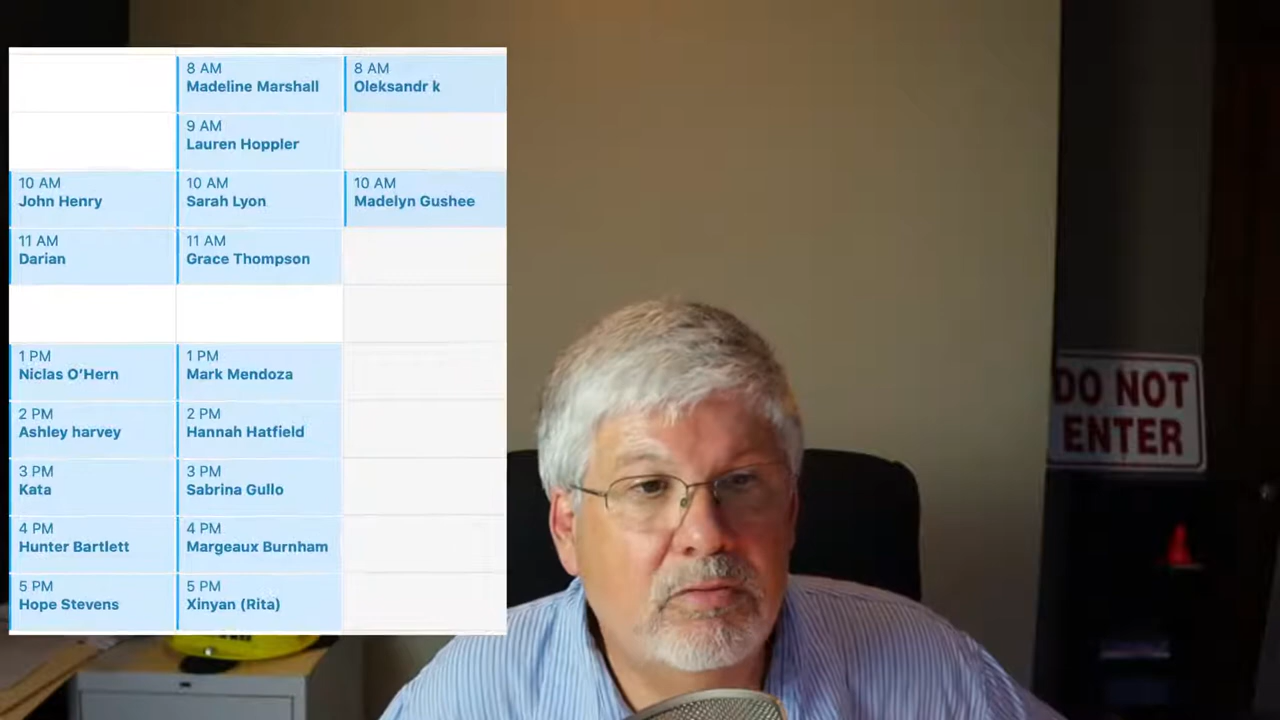 8 AM
Madeline Marshall
8 AM
Oleksandr k
9 AM
Lauren Hoppler
10 AM
John Henry
10 AM
Sarah Lyon
10 AM
Madelyn Gushee
11 AM
Darian
11 AM
Grace Thompson
1 PM
Niclas O'Hern
1 PM
Mark Mendoza
2 PM
Ashley harvey
2 PM
Hannah Hatfield
3 PM
Kata
3 PM
Sabrina Gullo
4 PM
Hunter Bartlett
4 PM
Margeaux Burnham
5 PM
Hope Stevens
5 PM
Xinyan (Rita)
DO NOT
ENTER